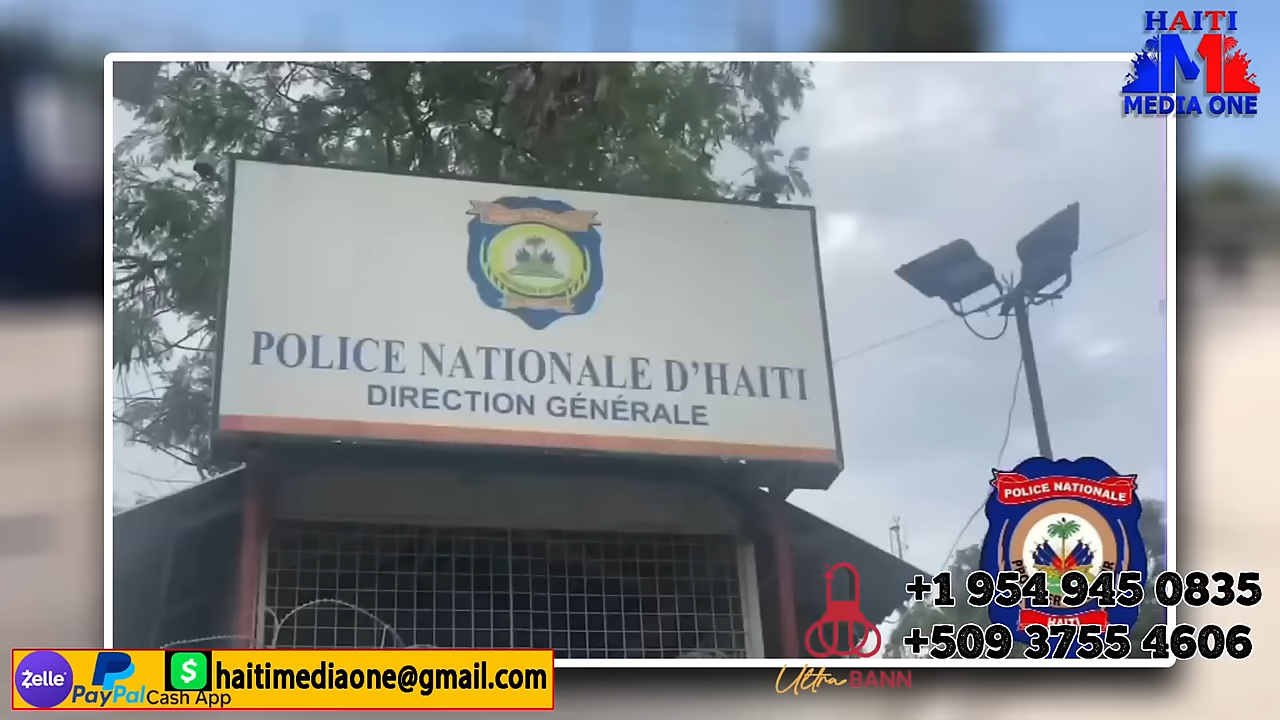 HAITI
M
MEDIA ONE
POLICE NATIONALE D'HAITI
DIRECTION GÉNÉRALE
POLICE NATIONALE
HAITI
+1 954 945 0835
+509 3755 4606
Ultra BANN
Zelle
PayPal
Cash App
$
haitimediaone@gmail.com